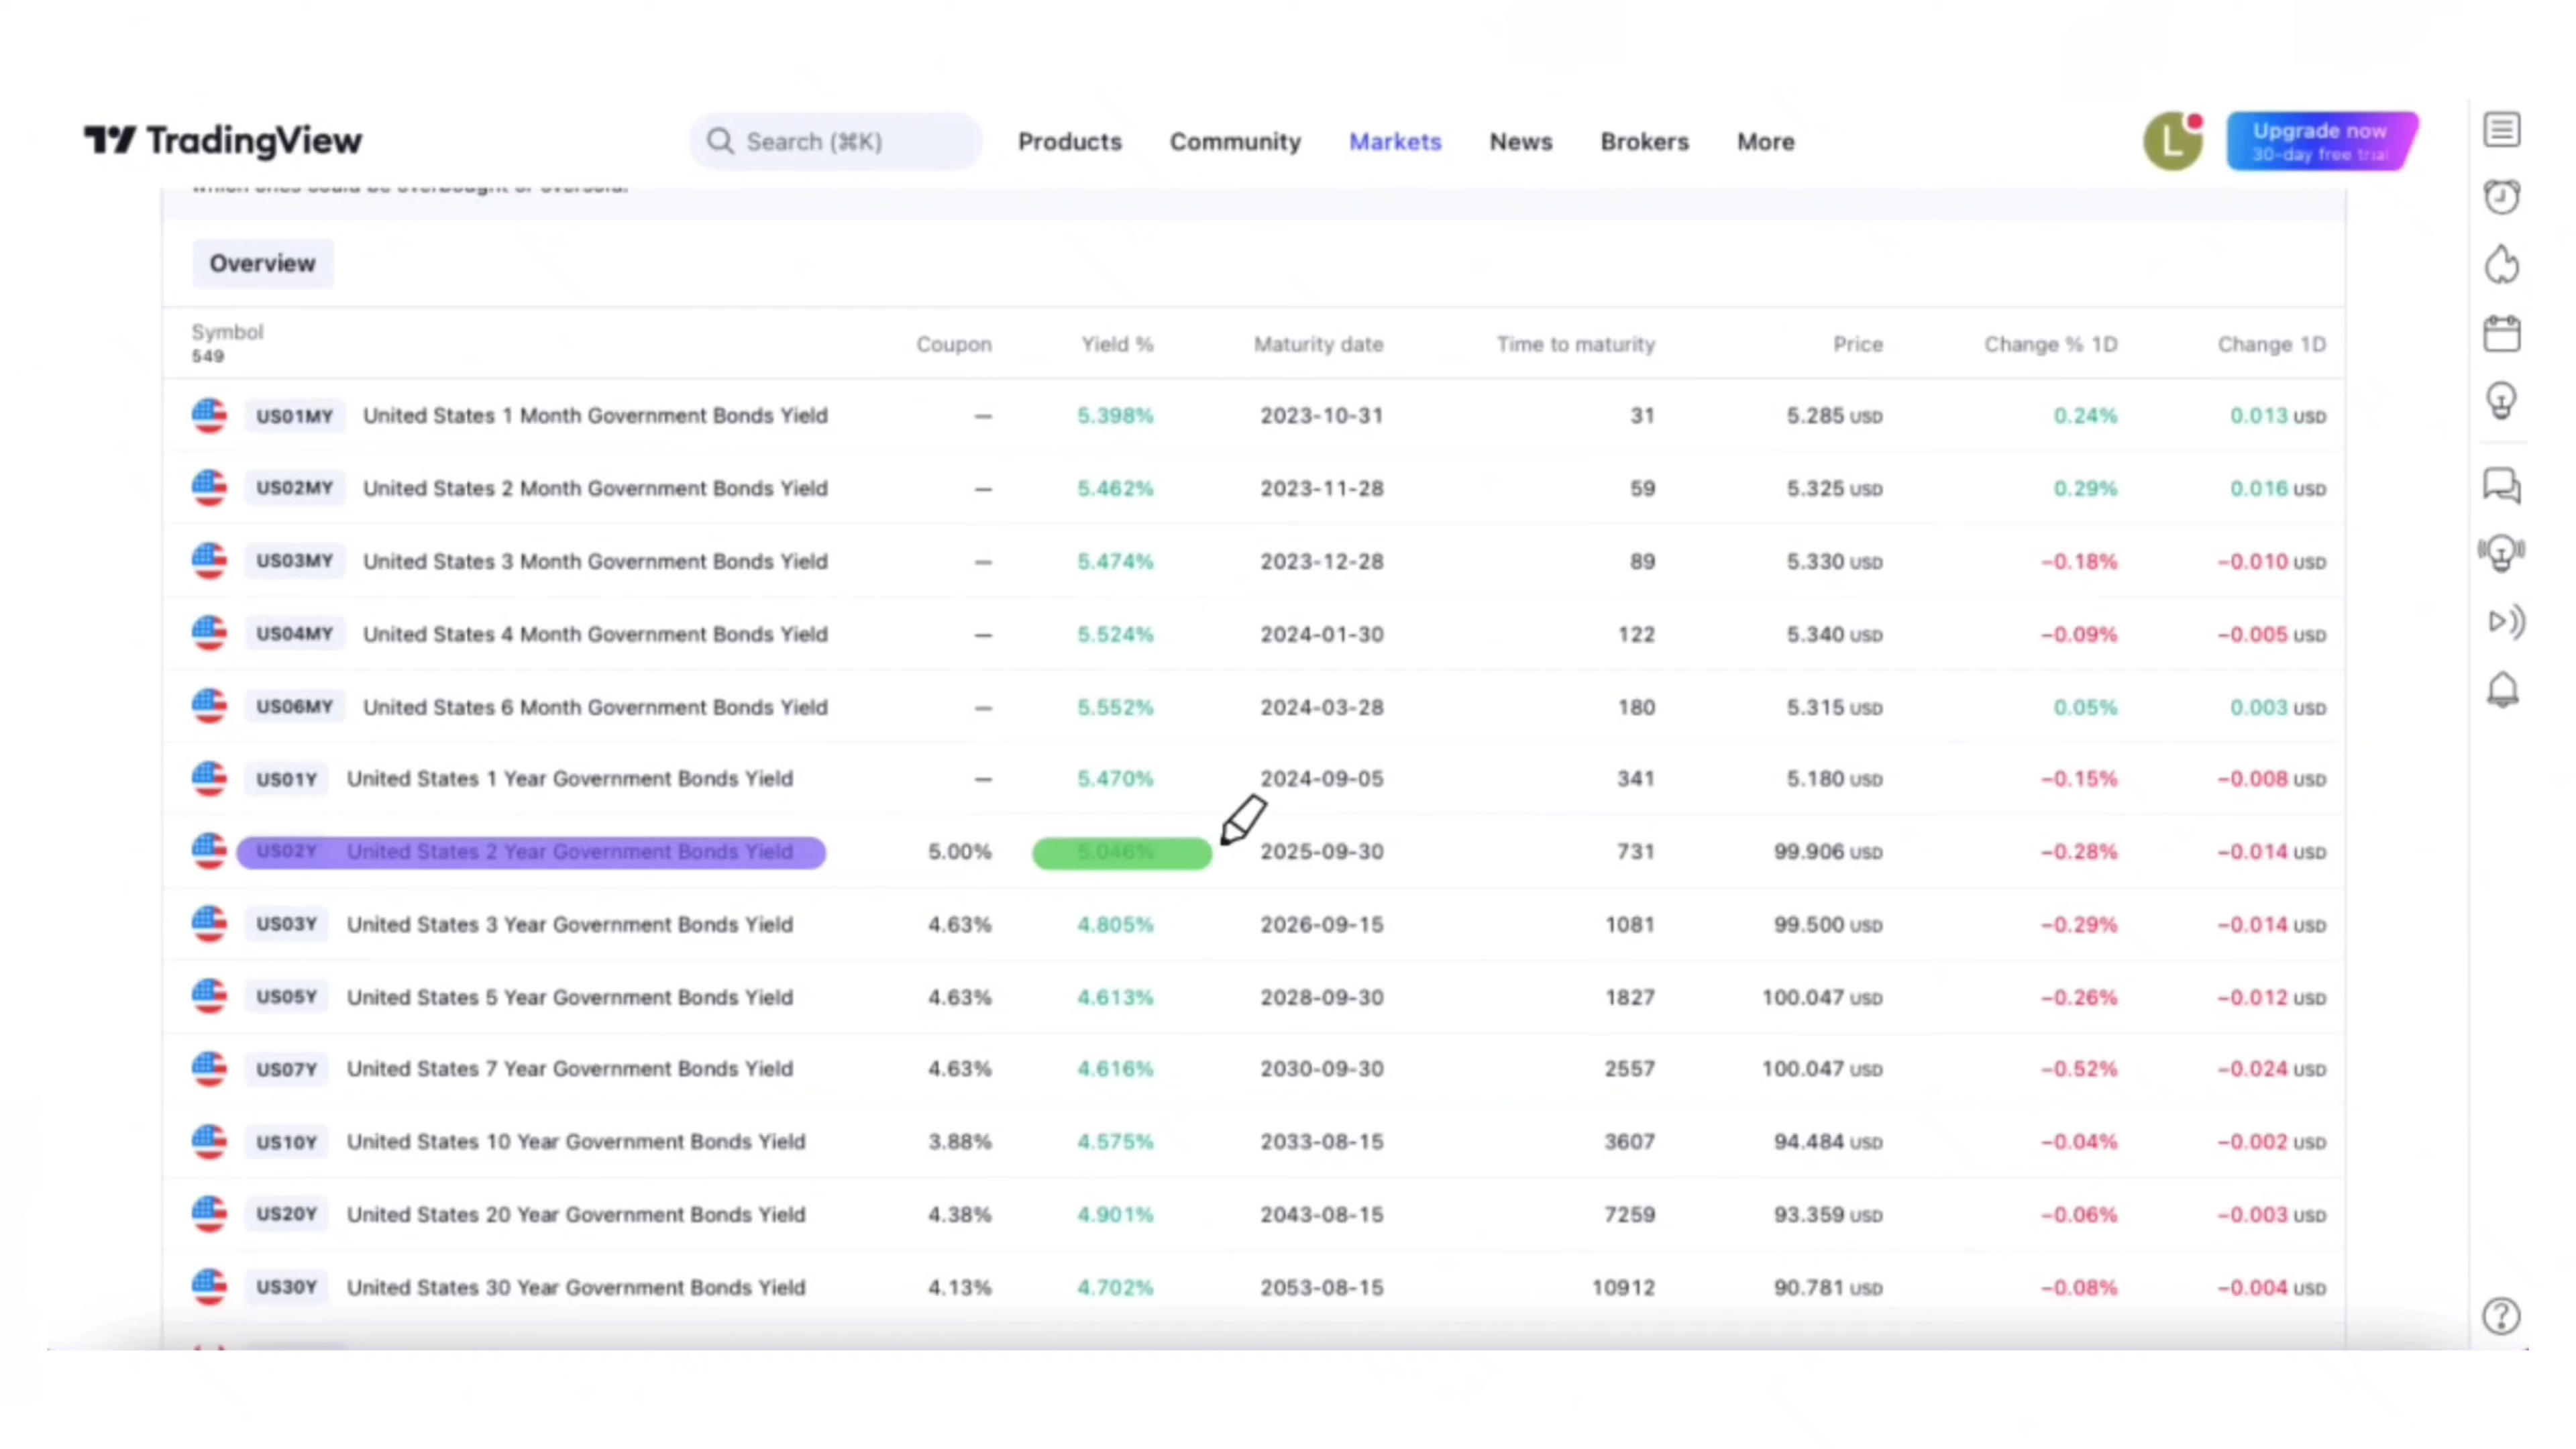 TradingView
Search (⌘K)
Products Community Markets News Brokers More
L
Upgrade now
30-day free trial
which ones could be overbought or oversold.
Overview
Symbol Coupon Yield % Maturity date Time to maturity Price Change % 1D Change 1D
549
US01MY United States 1 Month Government Bonds Yield — 5.398% 2023-10-31 31 5.285 USD 0.24% 0.013 USD
US02MY United States 2 Month Government Bonds Yield — 5.462% 2023-11-28 59 5.325 USD 0.29% 0.016 USD
US03MY United States 3 Month Government Bonds Yield — 5.474% 2023-12-28 89 5.330 USD −0.18% −0.010 USD
US04MY United States 4 Month Government Bonds Yield — 5.524% 2024-01-30 122 5.340 USD −0.09% −0.005 USD
US06MY United States 6 Month Government Bonds Yield — 5.552% 2024-03-28 180 5.315 USD 0.05% 0.003 USD
US01Y United States 1 Year Government Bonds Yield — 5.470% 2024-09-05 341 5.180 USD −0.15% −0.008 USD
US02Y United States 2 Year Government Bonds Yield 5.00% 5.046% 2025-09-30 731 99.906 USD −0.28% −0.014 USD
US03Y United States 3 Year Government Bonds Yield 4.63% 4.805% 2026-09-15 1081 99.500 USD −0.29% −0.014 USD
US05Y United States 5 Year Government Bonds Yield 4.63% 4.613% 2028-09-30 1827 100.047 USD −0.26% −0.012 USD
US07Y United States 7 Year Government Bonds Yield 4.63% 4.616% 2030-09-30 2557 100.047 USD −0.52% −0.024 USD
US10Y United States 10 Year Government Bonds Yield 3.88% 4.575% 2033-08-15 3607 94.484 USD −0.04% −0.002 USD
US20Y United States 20 Year Government Bonds Yield 4.38% 4.901% 2043-08-15 7259 93.359 USD −0.06% −0.003 USD
US30Y United States 30 Year Government Bonds Yield 4.13% 4.702% 2053-08-15 10912 90.781 USD −0.08% −0.004 USD